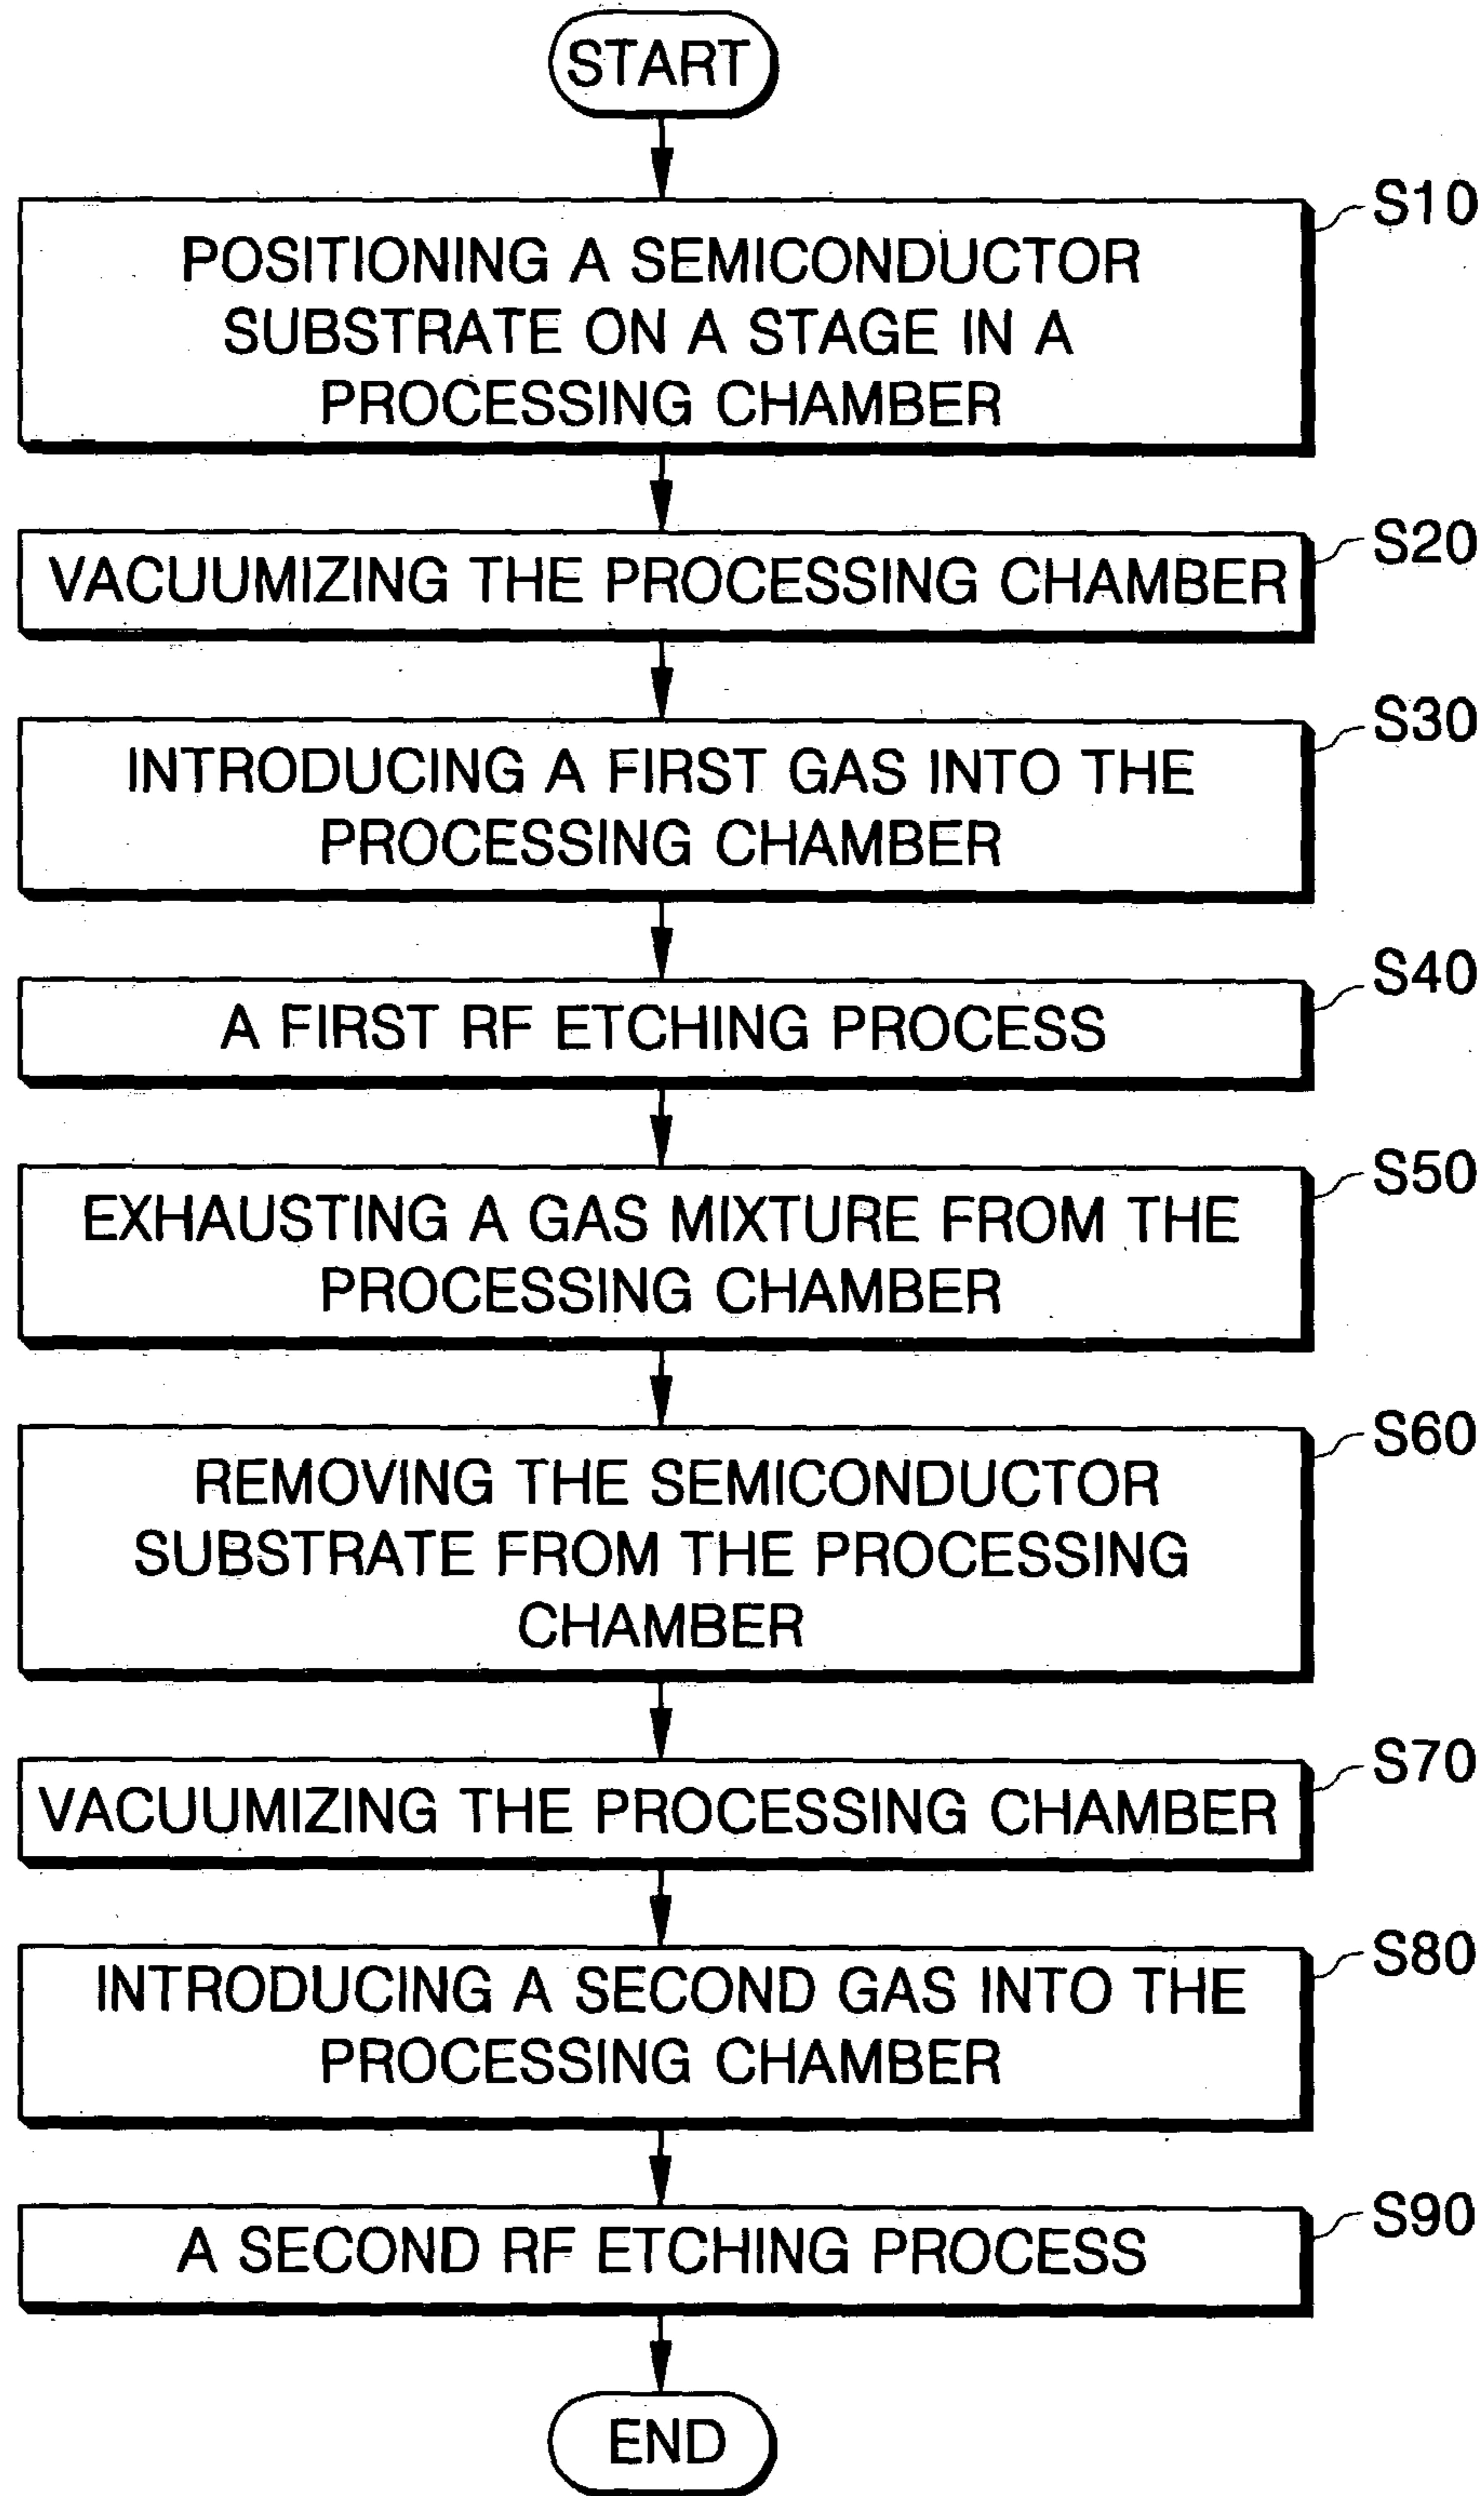 START
S10
POSITIONING A SEMICONDUCTOR
SUBSTRATE ON A STAGE IN A
PROCESSING CHAMBER
S20
VACUUMIZING THE PROCESSING CHAMBER
S30
INTRODUCING A FIRST GAS INTO THE
PROCESSING CHAMBER
S40
A FIRST RF ETCHING PROCESS
S50
EXHAUSTING A GAS MIXTURE FROM THE
PROCESSING CHAMBER
S60
REMOVING THE SEMICONDUCTOR
SUBSTRATE FROM THE PROCESSING
CHAMBER
S70
VACUUMIZING THE PROCESSING CHAMBER
S80
INTRODUCING A SECOND GAS INTO THE
PROCESSING CHAMBER
S90
A SECOND RF ETCHING PROCESS
END